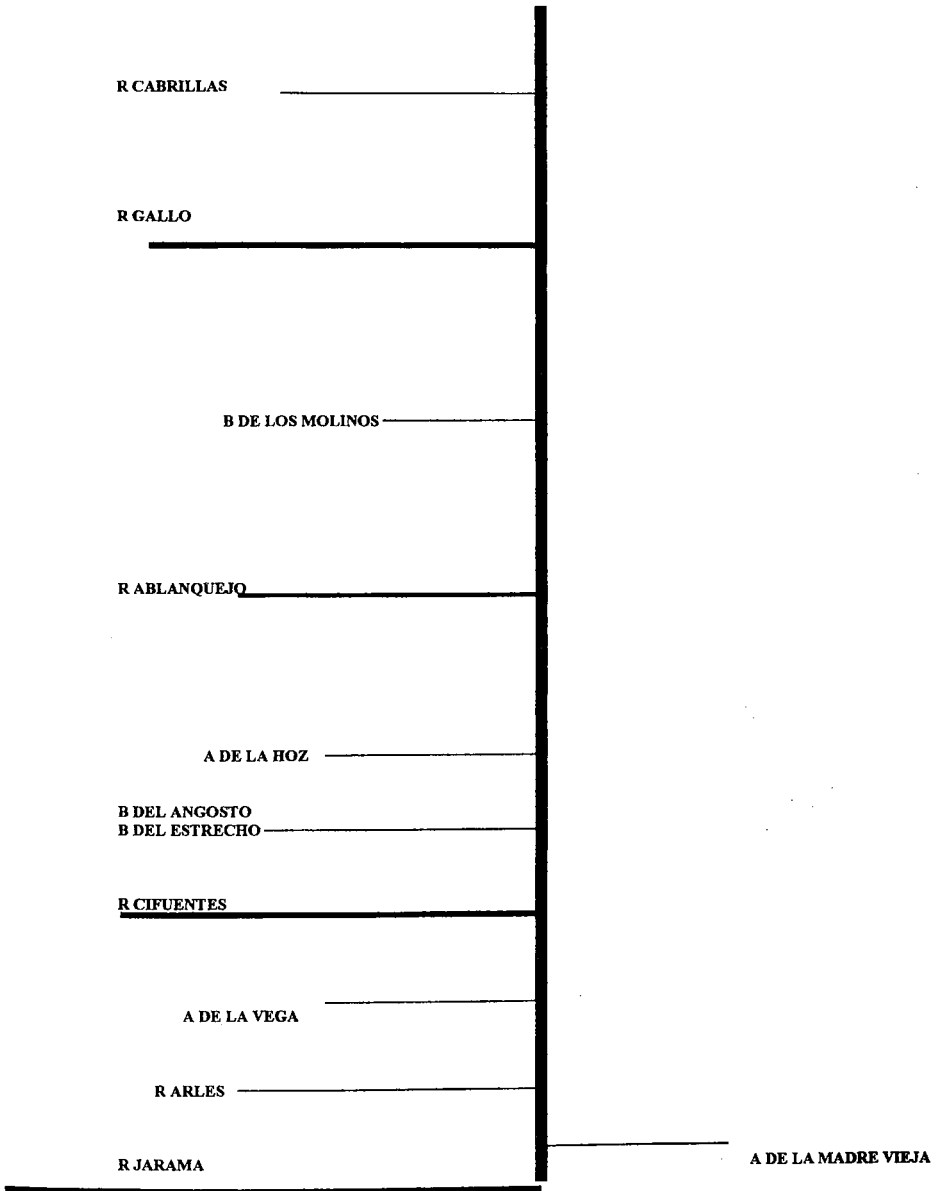 R CABRILLAS
R GALLO
B DE LOS MOLINOS
R ABLANQUEJO
A DE LA HOZ
B DEL ANGOSTO
B DEL ESTRECHO
R CIFUENTES
A DE LA VEGA
R ARLES
A DE LA MADRE VIEJA
R JARAMA